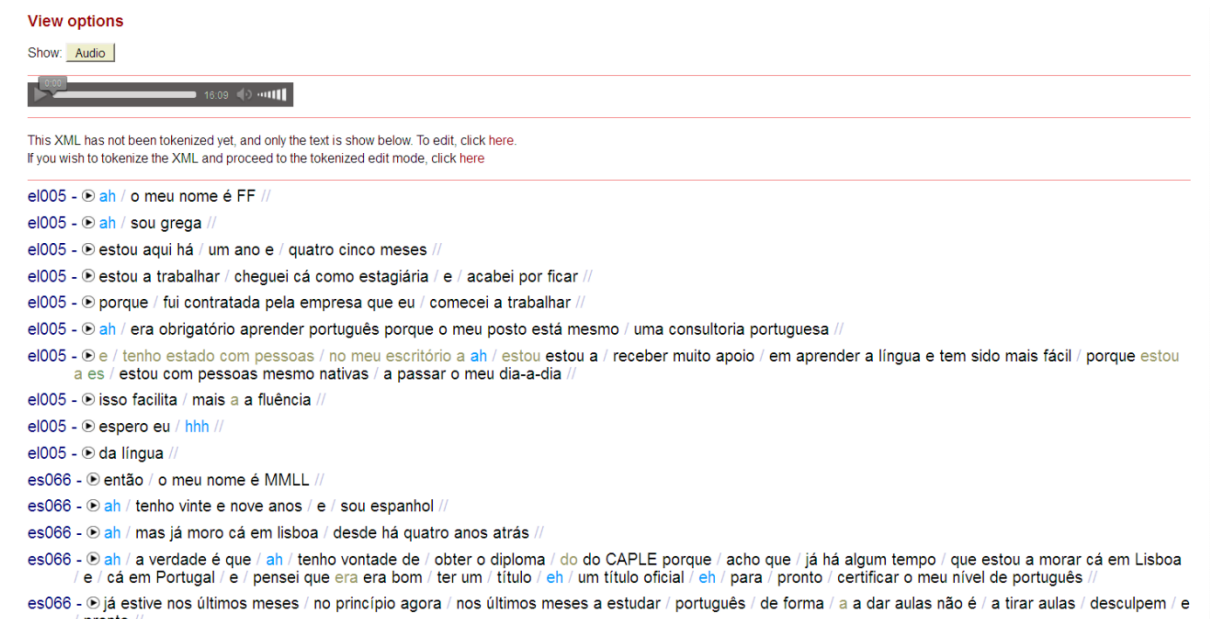 View options
Show: Audio
0:00
16:09
This XML has not been tokenized yet, and only the text is show below. To edit, click here.
If you wish to tokenize the XML and proceed to the tokenized edit mode, click here
el005 - ah / o meu nome é FF //
el005 - ah / sou grega //
el005 - estou aqui há / um ano e / quatro cinco meses //
el005 - estou a trabalhar / cheguei cá como estagiária / e / acabei por ficar //
el005 - porque / fui contratada pela empresa que eu / comecei a trabalhar //
el005 - ah / era obrigatório aprender português porque o meu posto está mesmo / uma consultoria portuguesa //
el005 - e / tenho estado com pessoas / no meu escritório a ah / estou estou a / receber muito apoio / em aprender a língua e tem sido mais fácil / porque estou
a es / estou com pessoas mesmo nativas / a passar o meu dia-a-dia //
el005 - isso facilita / mais a a fluência //
el005 - espero eu / hhh //
el005 - da língua //
es066 - então / o meu nome é MMLL //
es066 - ah / tenho vinte e nove anos / e / sou espanhol //
es066 - ah / mas já moro cá em lisboa / desde há quatro anos atrás //
es066 - ah / a verdade é que / ah / tenho vontade de / obter o diploma / do do CAPLE porque / acho que / já há algum tempo / que estou a morar cá em Lisboa
/ e / cá em Portugal / e / pensei que era era bom / ter um / título / eh / um título oficial / eh / para / pronto / certificar o meu nível de português //
es066 - já estive nos últimos meses / no princípio agora / nos últimos meses a estudar / português / de forma / a a dar aulas não é / a tirar aulas / desculpem / e
/ pronto //